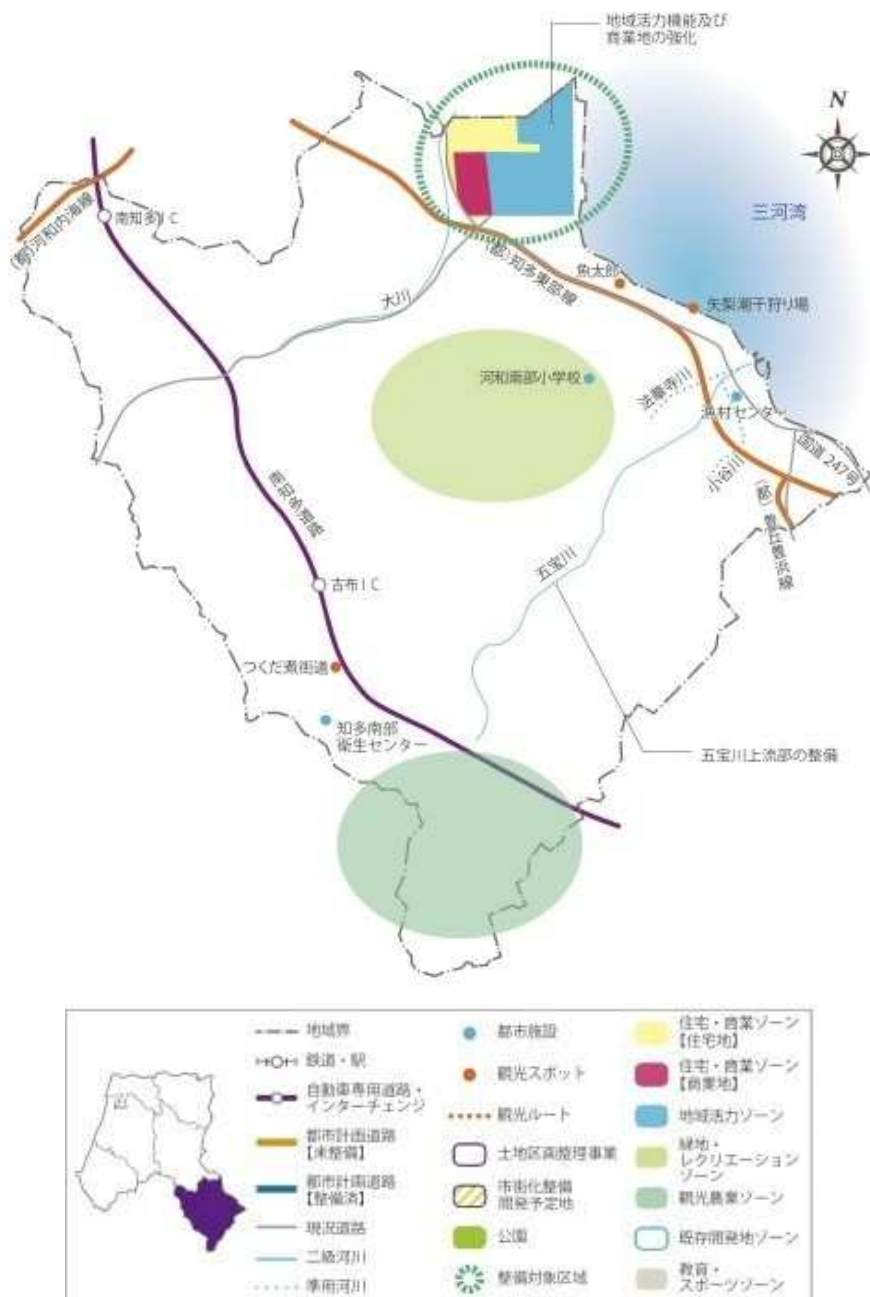 地域活力機能及び
商業地の強化
N
三河湾
(都)河和内海線
南知多IC
大川
(都)知多東部線
魚太郎
矢梨潮干狩り場
河和南部小学校
法華寺川
漁村センター
小谷川
国道247号
南知多道路
五宝川
古布IC
つくだ煮街道
知多南部
衛生センター
五宝川上流部の整備
地域界
鉄道・駅
自動車専用道路・
インターチェンジ
都市計画道路
【未整備】
都市計画道路
【整備済】
現況道路
二級河川
準用河川
都市施設
観光スポット
観光ルート
土地区画整理事業
市街化整備
開発予定地
公園
整備対象区域
住宅・商業ゾーン
【住宅地】
住宅・商業ゾーン
【商業地】
地域活力ゾーン
緑地・
レクリエーション
ゾーン
観光農業ゾーン
既存開発地ゾーン
教育・
スポーツゾーン